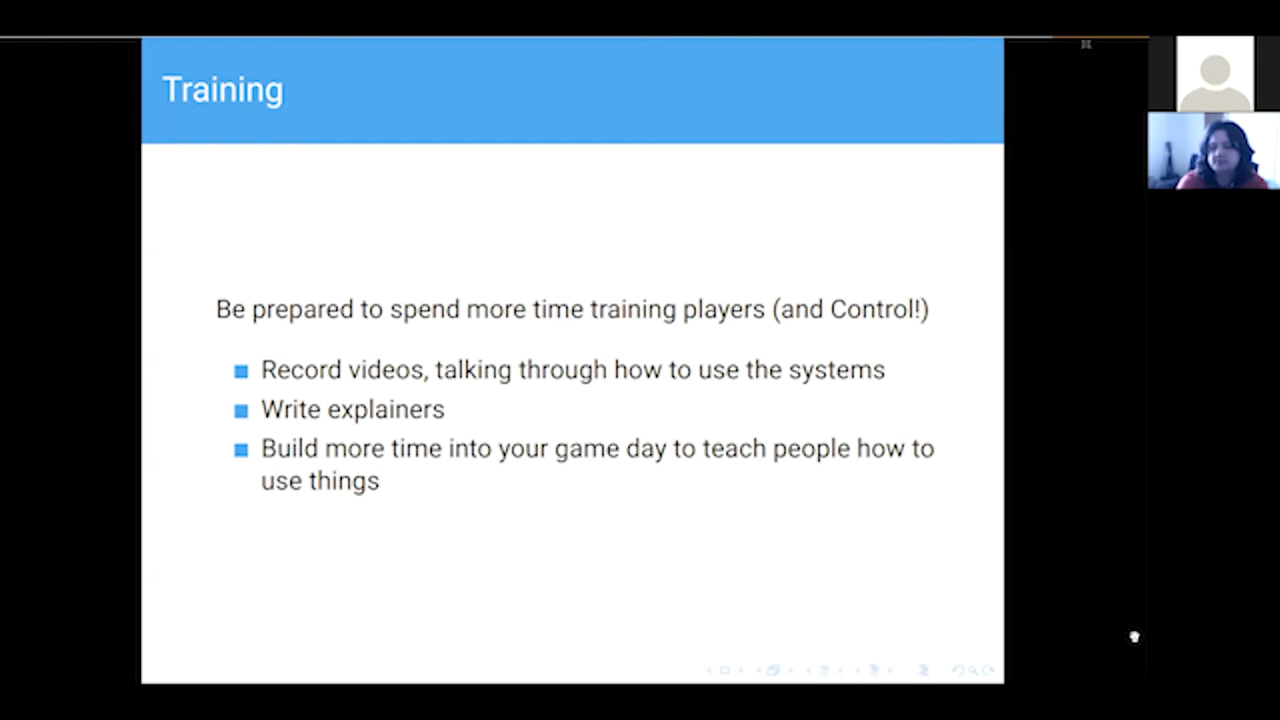 Training
Be prepared to spend more time training players (and Control!)
Record videos, talking through how to use the systems
Write explainers
Build more time into your game day to teach people how to
use things